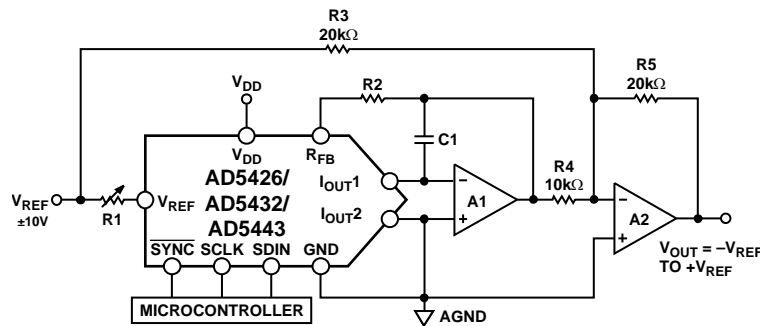 R3
20kΩ
R5
20kΩ
VDD
R2
VDD
RFB
C1
AD5426/
AD5432/
AD5443
IOUT1
IOUT2
VREF
±10V
R1
VREF
A1
R4
10kΩ
A2
SYNC SCLK SDIN GND
VOUT = –VREF
TO +VREF
MICROCONTROLLER
AGND